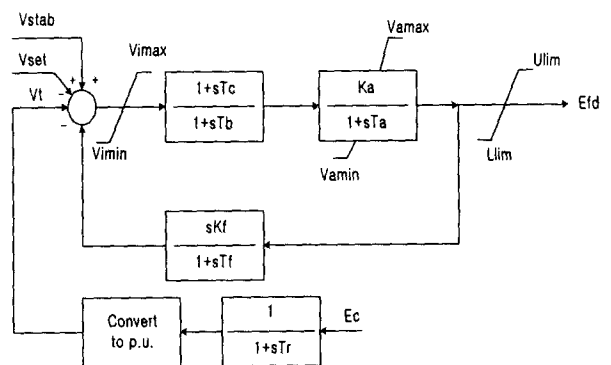 Vstab
Vset
Vt
+
+
-
-
Vimax
Vimin
1+sTc
1+sTb
Vamax
Ka
1+sTa
Vamin
Ulim
Llim
Efd
sKf
1+sTf
Convert
to p.u.
1
1+sTr
Ec